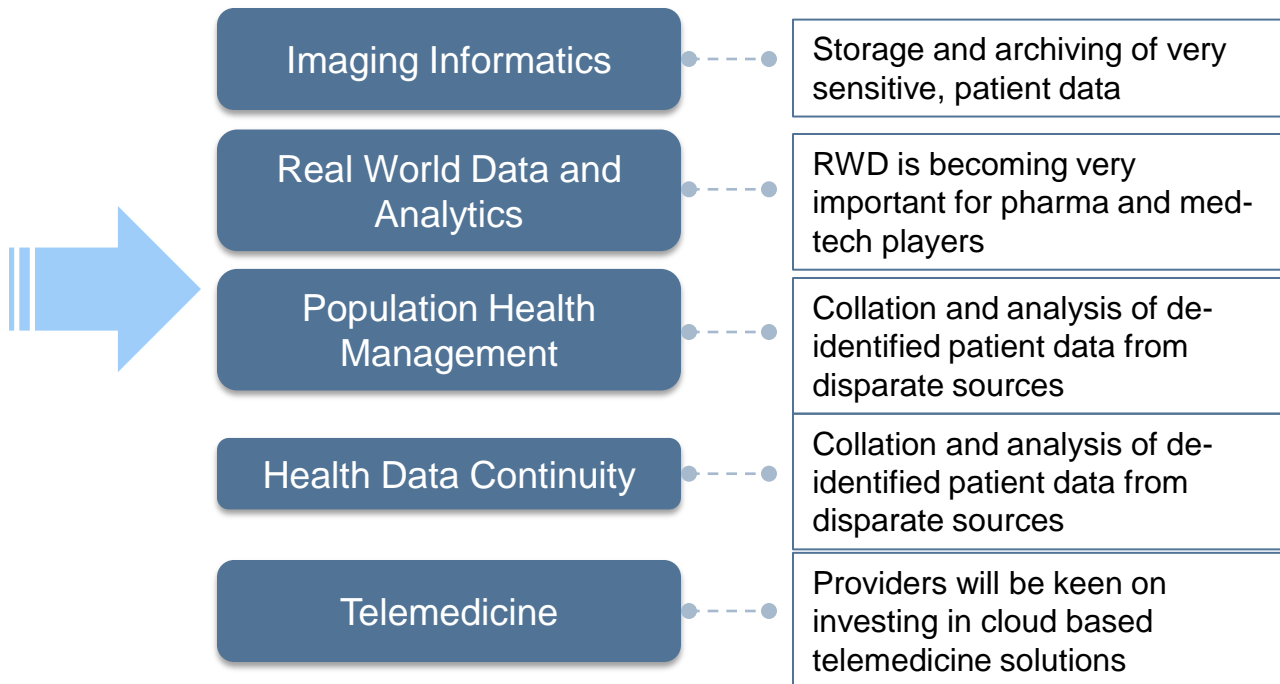 Imaging Informatics
Storage and archiving of very
sensitive, patient data
Real World Data and
Analytics
RWD is becoming very
important for pharma and med-
tech players
Population Health
Management
Collation and analysis of de-
identified patient data from
disparate sources
Health Data Continuity
Collation and analysis of de-
identified patient data from
disparate sources
Telemedicine
Providers will be keen on
investing in cloud based
telemedicine solutions